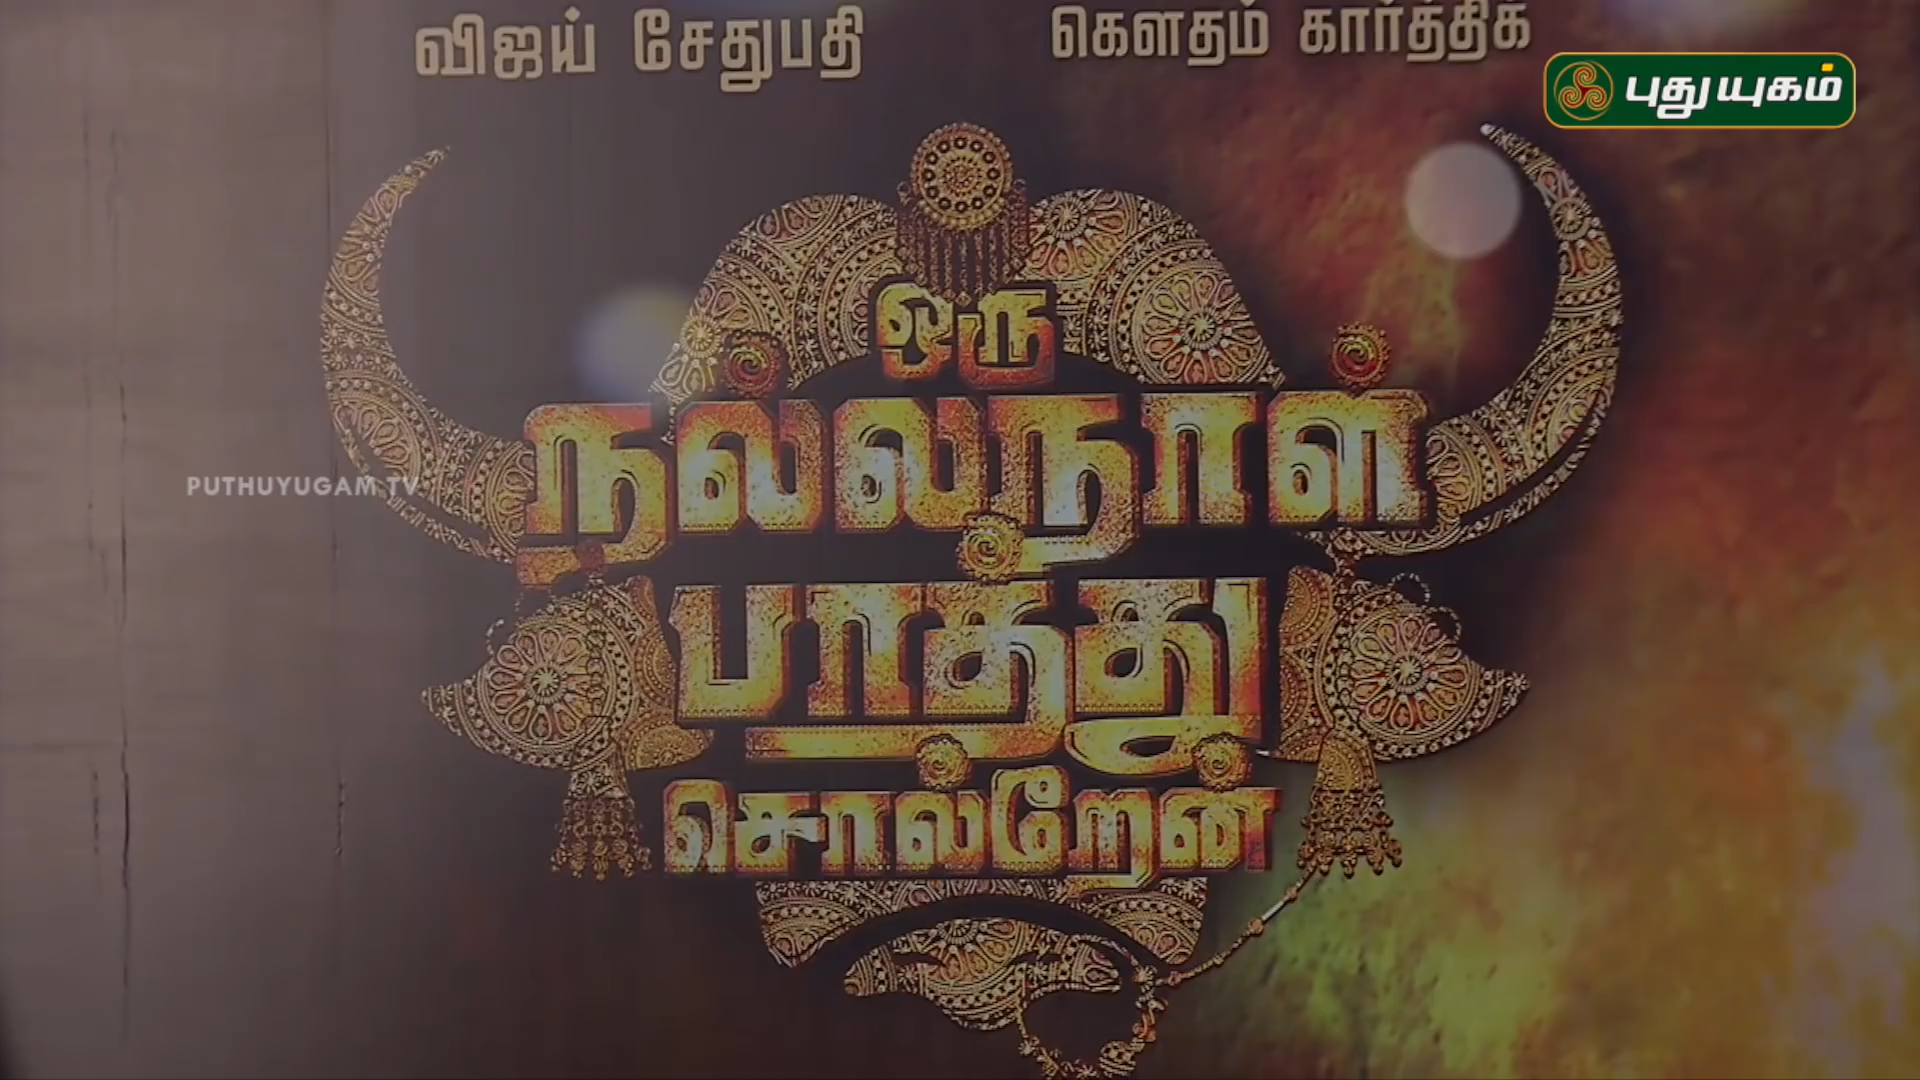 விஜய் சேதுபதி கௌதம் கார்த்திக்
புதுயுகம்
ஒரு
நல்லநாள்
PUTHUYUGAM TV
பாத்து
சொல்றேன்